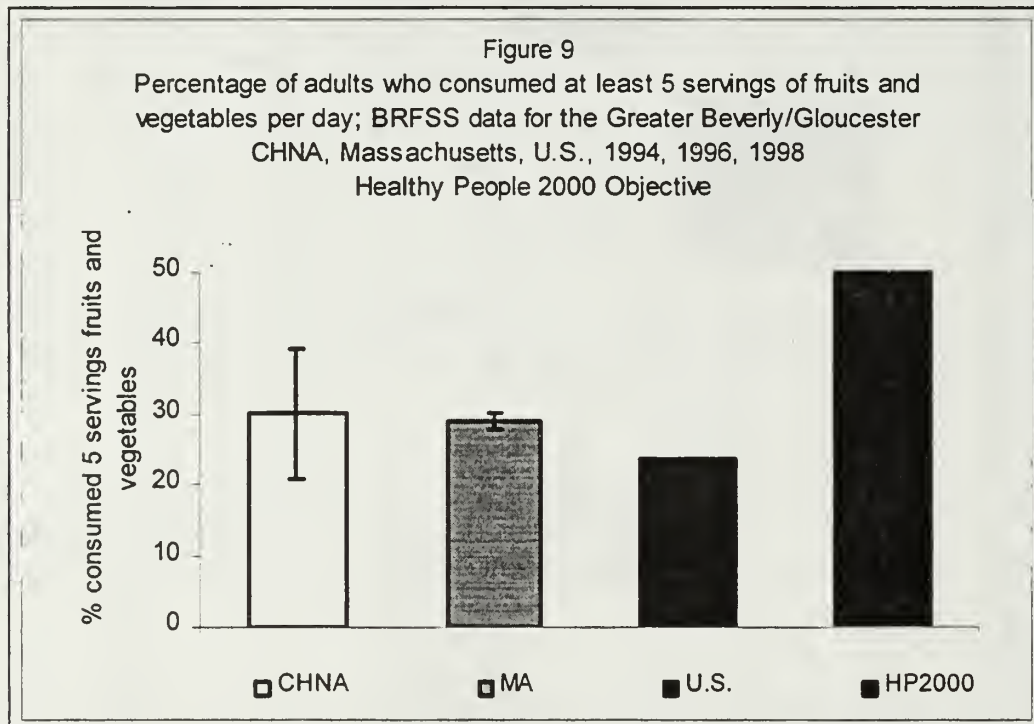 Figure 9
Percentage of adults who consumed at least 5 servings of fruits and
vegetables per day; BRFSS data for the Greater Beverly/Gloucester
CHNA, Massachusetts, U.S., 1994, 1996, 1998
Healthy People 2000 Objective
% consumed 5 servings fruits and
vegetables
50
40
30
20
10
0
CHNA MA U.S. HP2000